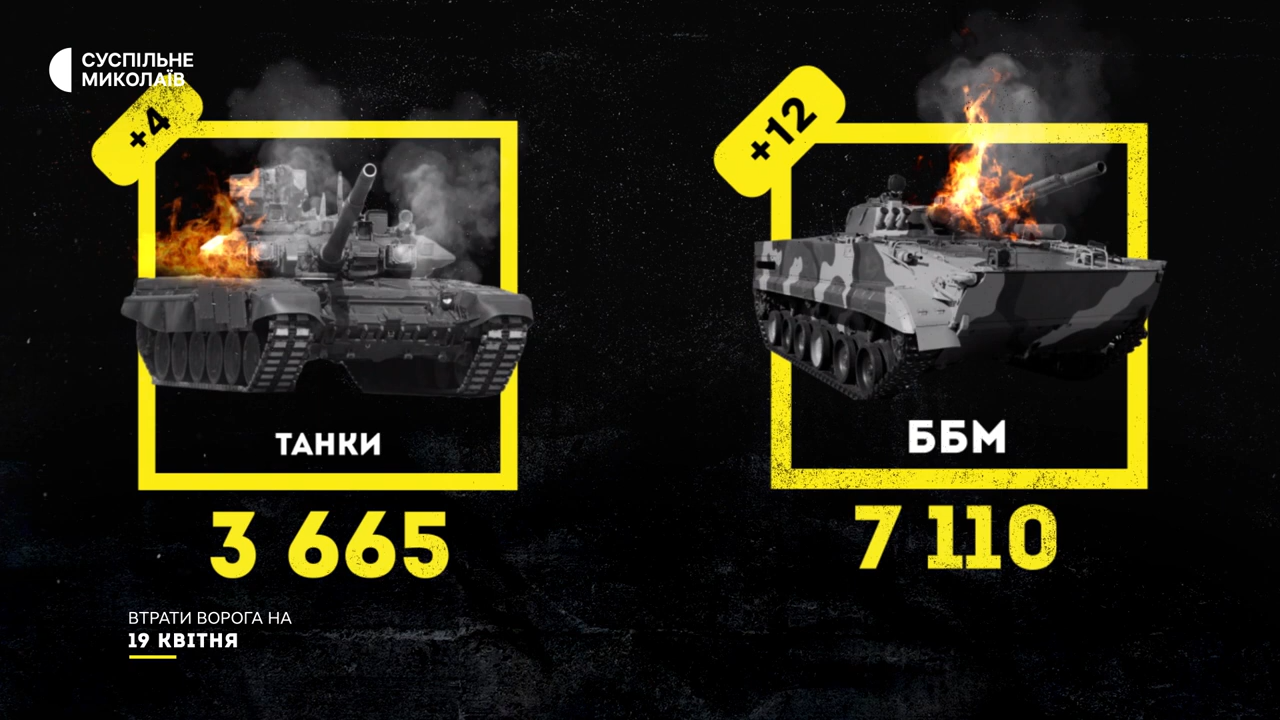 СУСПІЛЬНЕ
МИКОЛАЇВ
+4
+12
ТАНКИ
ББМ
3 665
7 110
ВТРАТИ ВОРОГА НА
19 КВІТНЯ